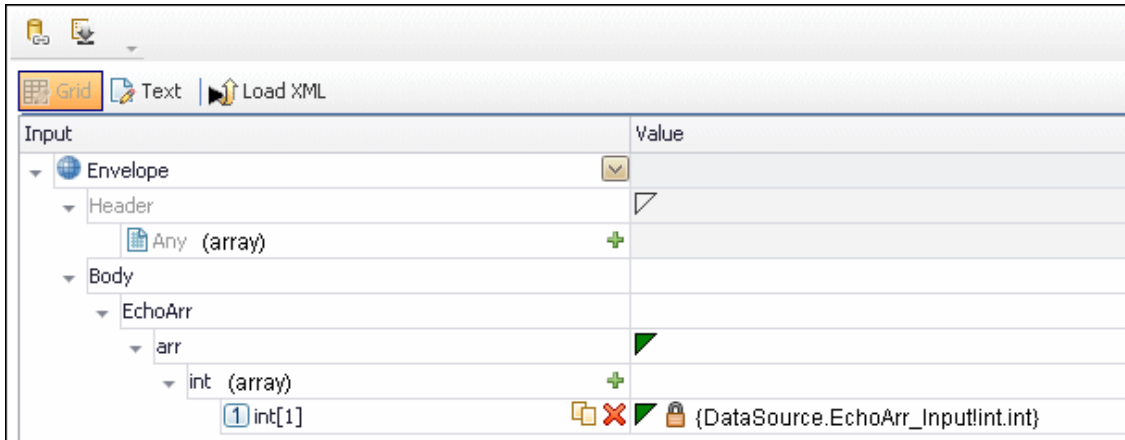 Grid Text Load XML
Input Value
Envelope
Header
Any (array)
Body
EchoArr
arr
int (array)
1 int[1] {DataSource.EchoArr_Input!int.int}